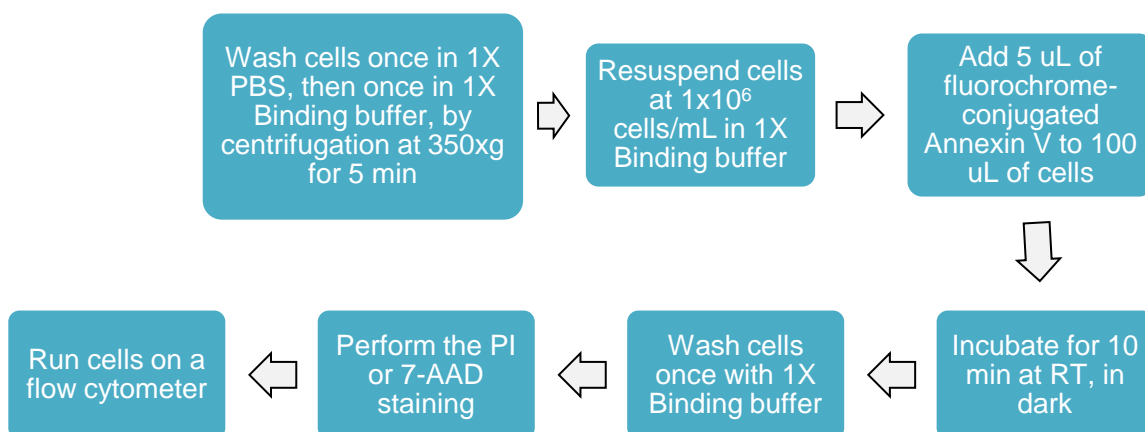 Wash cells once in 1X
PBS, then once in 1X
Binding buffer, by
centrifugation at 350xg
for 5 min
Resuspend cells
at 1x10⁶
cells/mL in 1X
Binding buffer
Add 5 uL of
fluorochrome-
conjugated
Annexin V to 100
uL of cells
Incubate for 10
min at RT, in
dark
Wash cells
once with 1X
Binding buffer
Perform the PI
or 7-AAD
staining
Run cells on a
flow cytometer